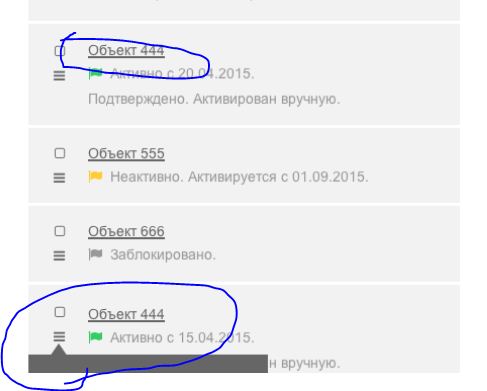 Объект 444
Активно с 20.04.2015.
Подтверждено. Активирован вручную.
Объект 555
Неактивно. Активируется с 01.09.2015.
Объект 666
Заблокировано.
Объект 444
Активно с 15.04.2015.
вручную.